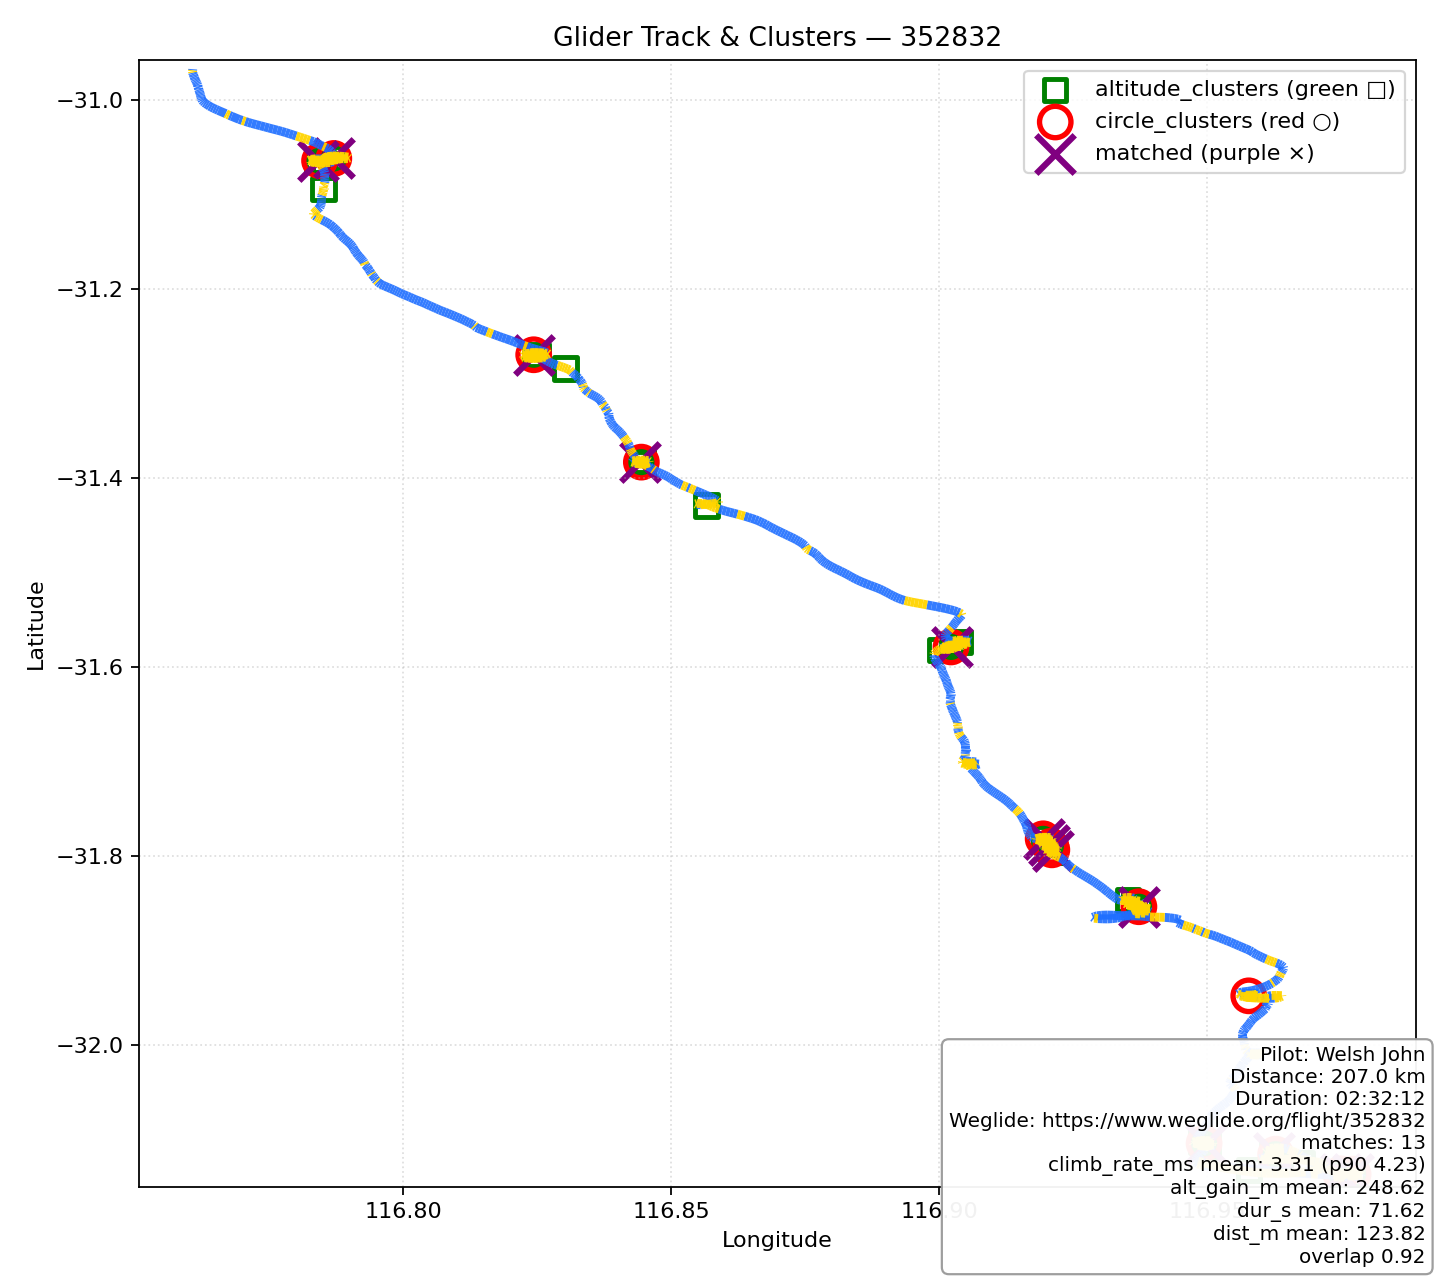 Glider Track & Clusters — 352832
altitude_clusters (green □)
circle_clusters (red ○)
matched (purple ×)
Latitude
−31.0
−31.2
−31.4
−31.6
−31.8
−32.0
116.80
116.85
116.90
116.95
Longitude
Pilot: Welsh John
Distance: 207.0 km
Duration: 02:32:12
Weglide: https://www.weglide.org/flight/352832
matches: 13
climb_rate_ms mean: 3.31 (p90 4.23)
alt_gain_m mean: 248.62
dur_s mean: 71.62
dist_m mean: 123.82
overlap 0.92